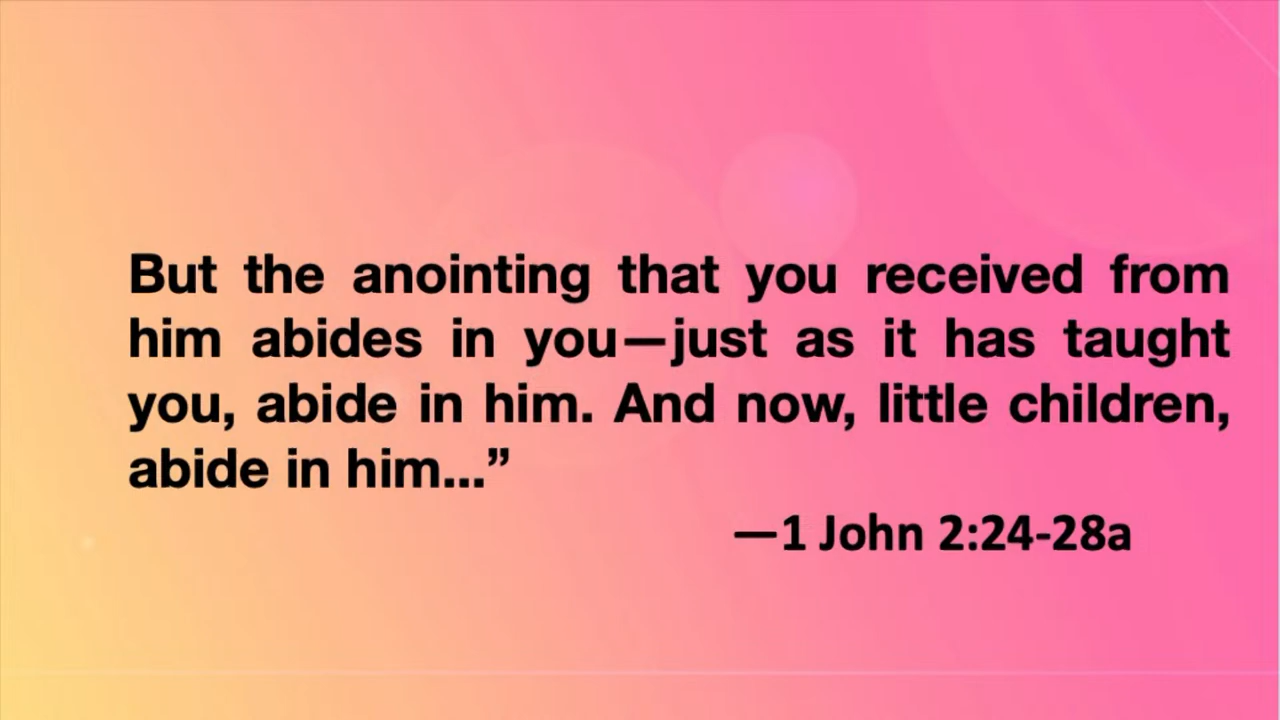 But the anointing that you received from
him abides in you—just as it has taught
you, abide in him. And now, little children,
abide in him...”
—1 John 2:24-28a